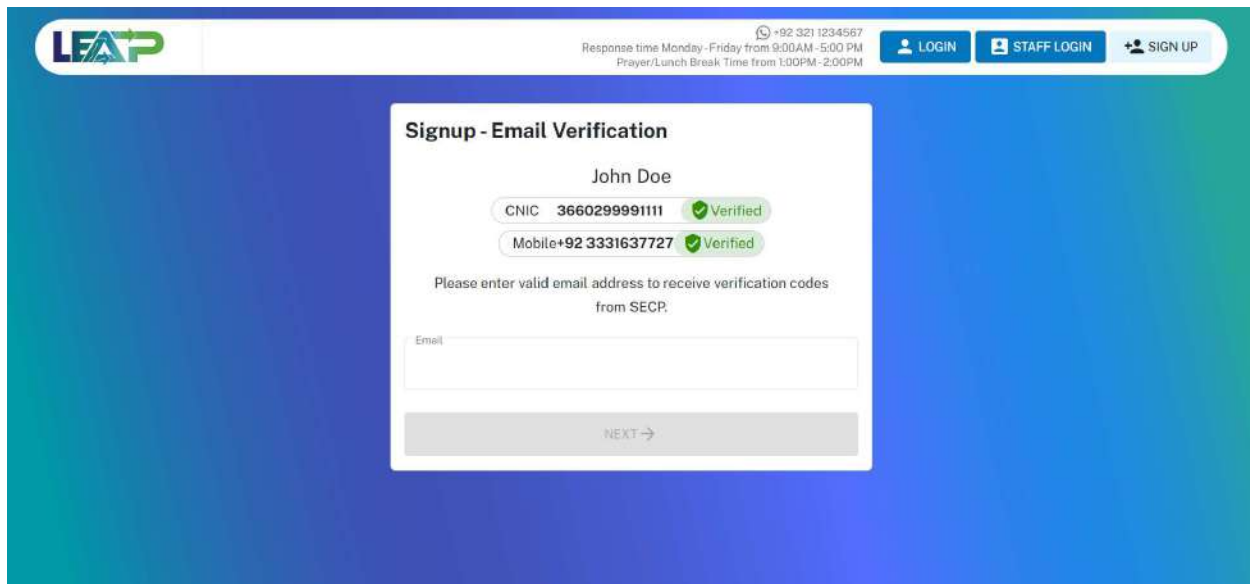 LEAP
+92 321 1234567
Response time Monday-Friday from 9:00AM-5:00 PM
Prayer/Lunch Break Time from 1:00PM-2:00PM
LOGIN
STAFF LOGIN
SIGN UP
Signup - Email Verification
John Doe
CNIC 3660299991111 Verified
Mobile+92 3331637727 Verified
Please enter valid email address to receive verification codes
from SECP.
Email
NEXT